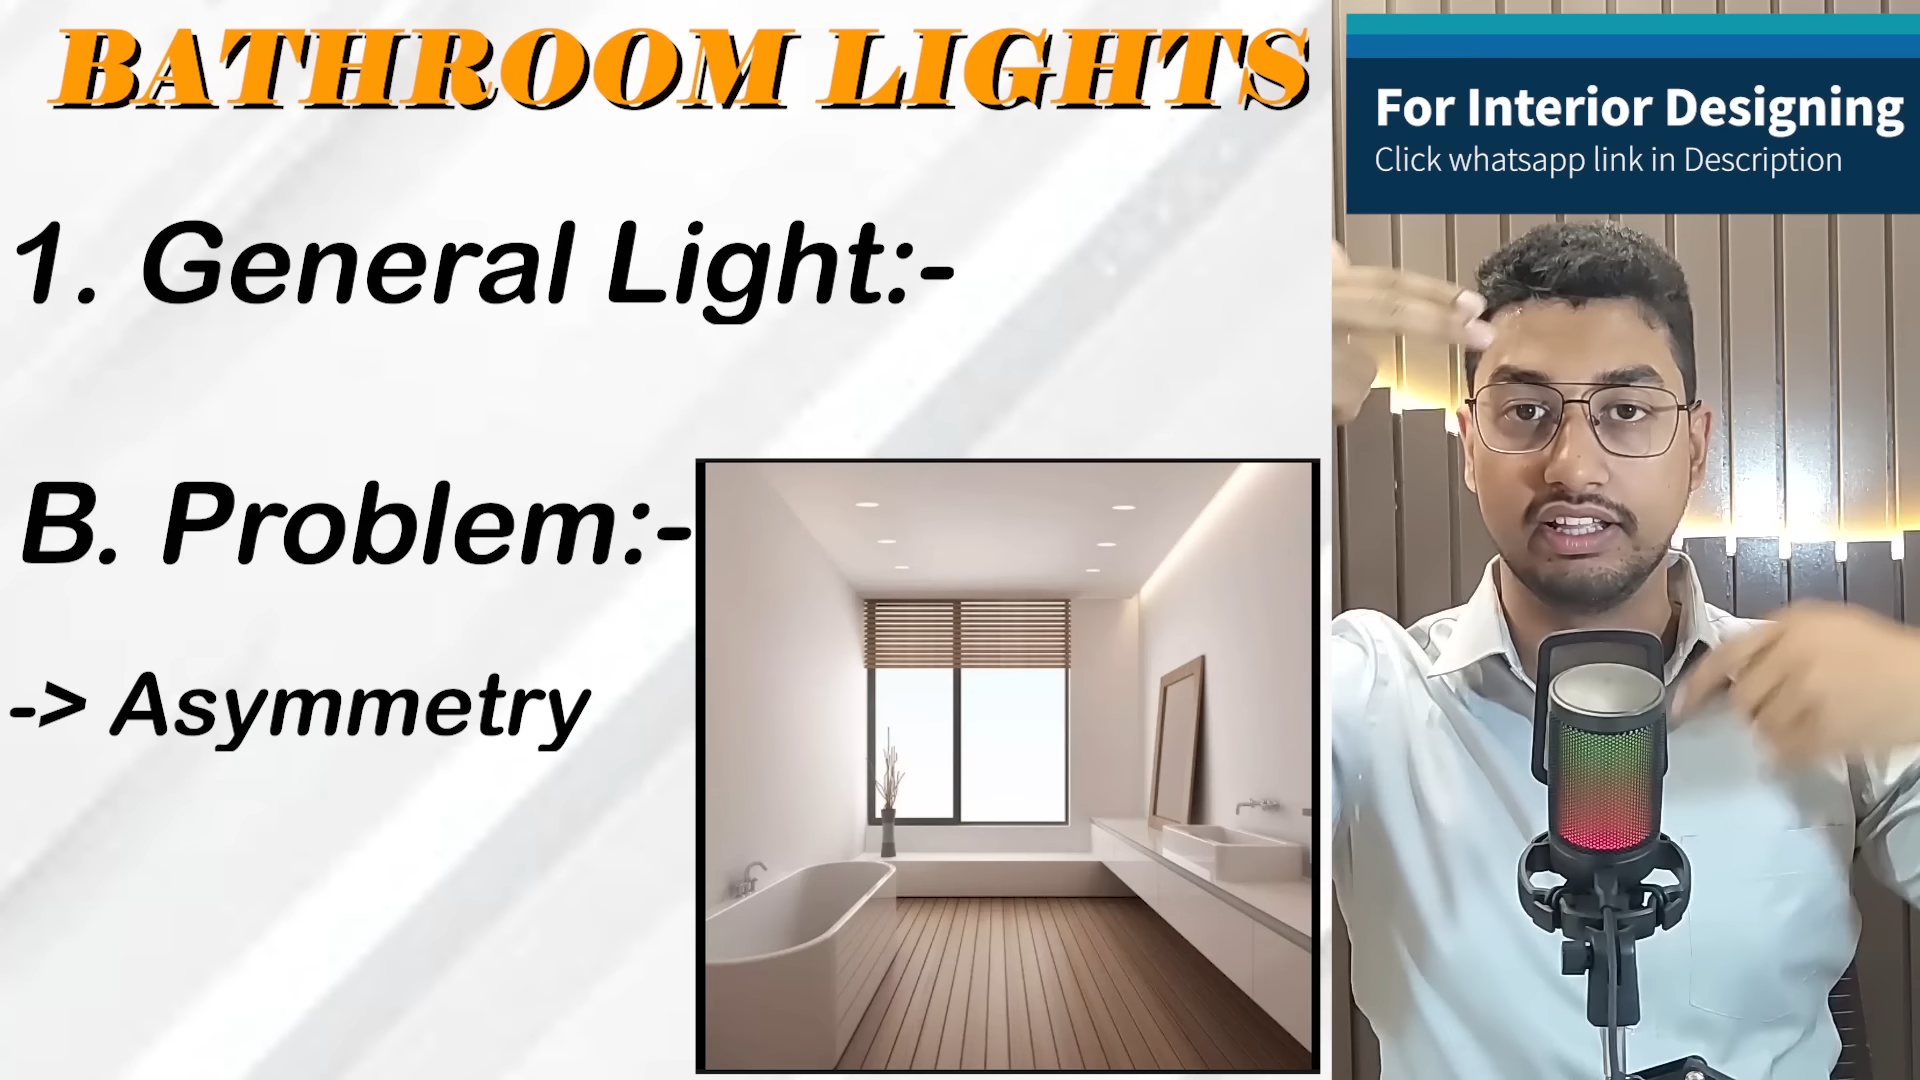 BATHROOM LIGHTS
For Interior Designing
Click whatsapp link in Description
1. General Light:-
B. Problem:-
-> Asymmetry